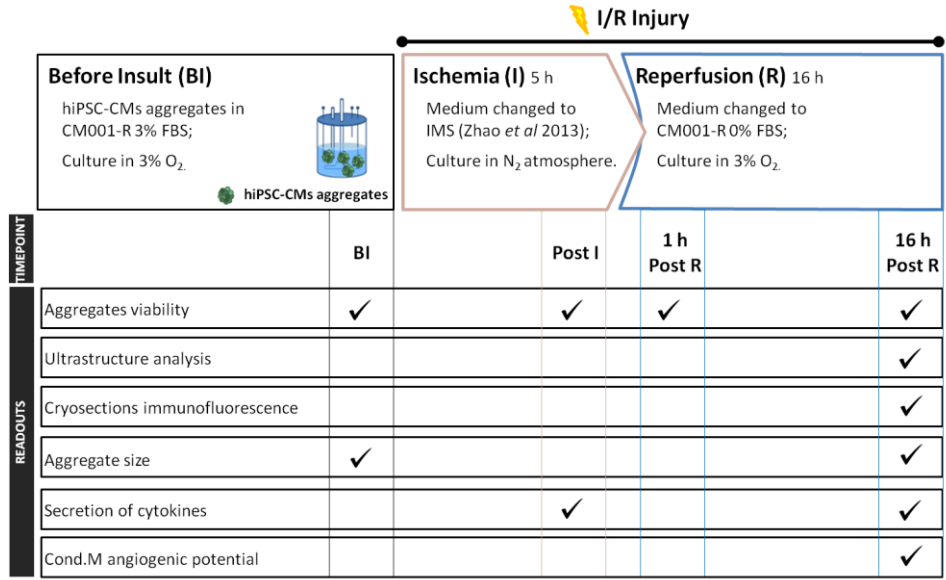 I/R Injury
Before Insult (BI)
hiPSC-CMs aggregates in
CM001-R 3% FBS;
Culture in 3% O₂.
hiPSC-CMs aggregates
Ischemia (I) 5 h
Medium changed to
IMS (Zhao et al 2013);
Culture in N₂ atmosphere.
Reperfusion (R) 16 h
Medium changed to
CM001-R 0% FBS;
Culture in 3% O₂.
TIMEPOINT
BI
Post I
1 h
Post R
16 h
Post R
READOUTS
Aggregates viability
Ultrastructure analysis
Cryosections immunofluorescence
Aggregate size
Secretion of cytokines
Cond.M angiogenic potential